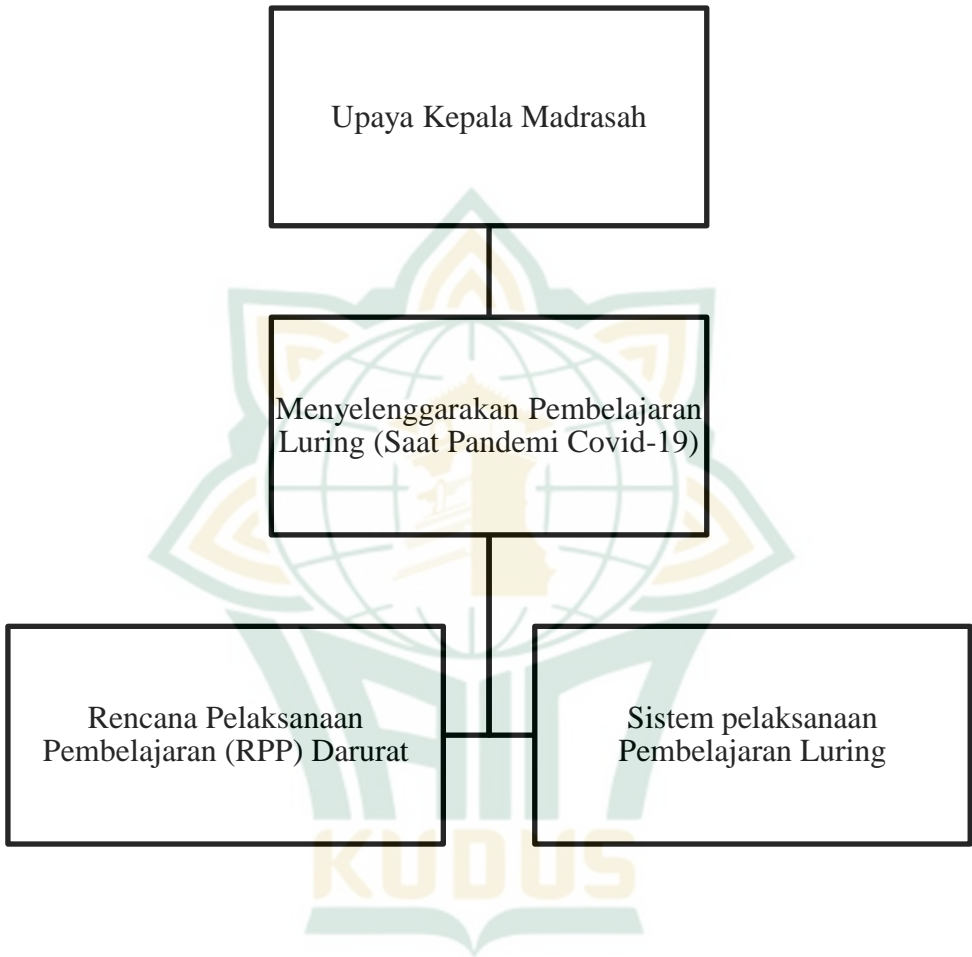 Upaya Kepala Madrasah
Menyelenggarakan Pembelajaran
Luring (Saat Pandemi Covid-19)
Rencana Pelaksanaan
Pembelajaran (RPP) Darurat
Sistem pelaksanaan
Pembelajaran Luring
IAIN
KUDUS